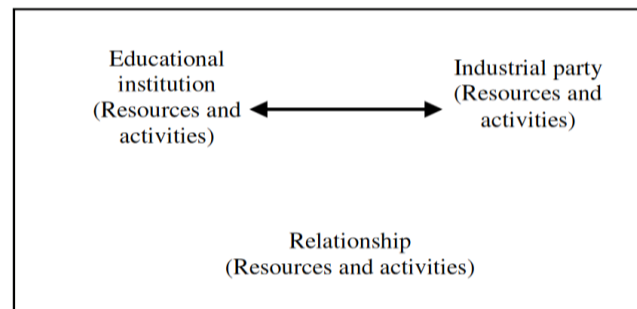 Educational
institution
(Resources and
activities)
Industrial party
(Resources and
activities)
Relationship
(Resources and activities)